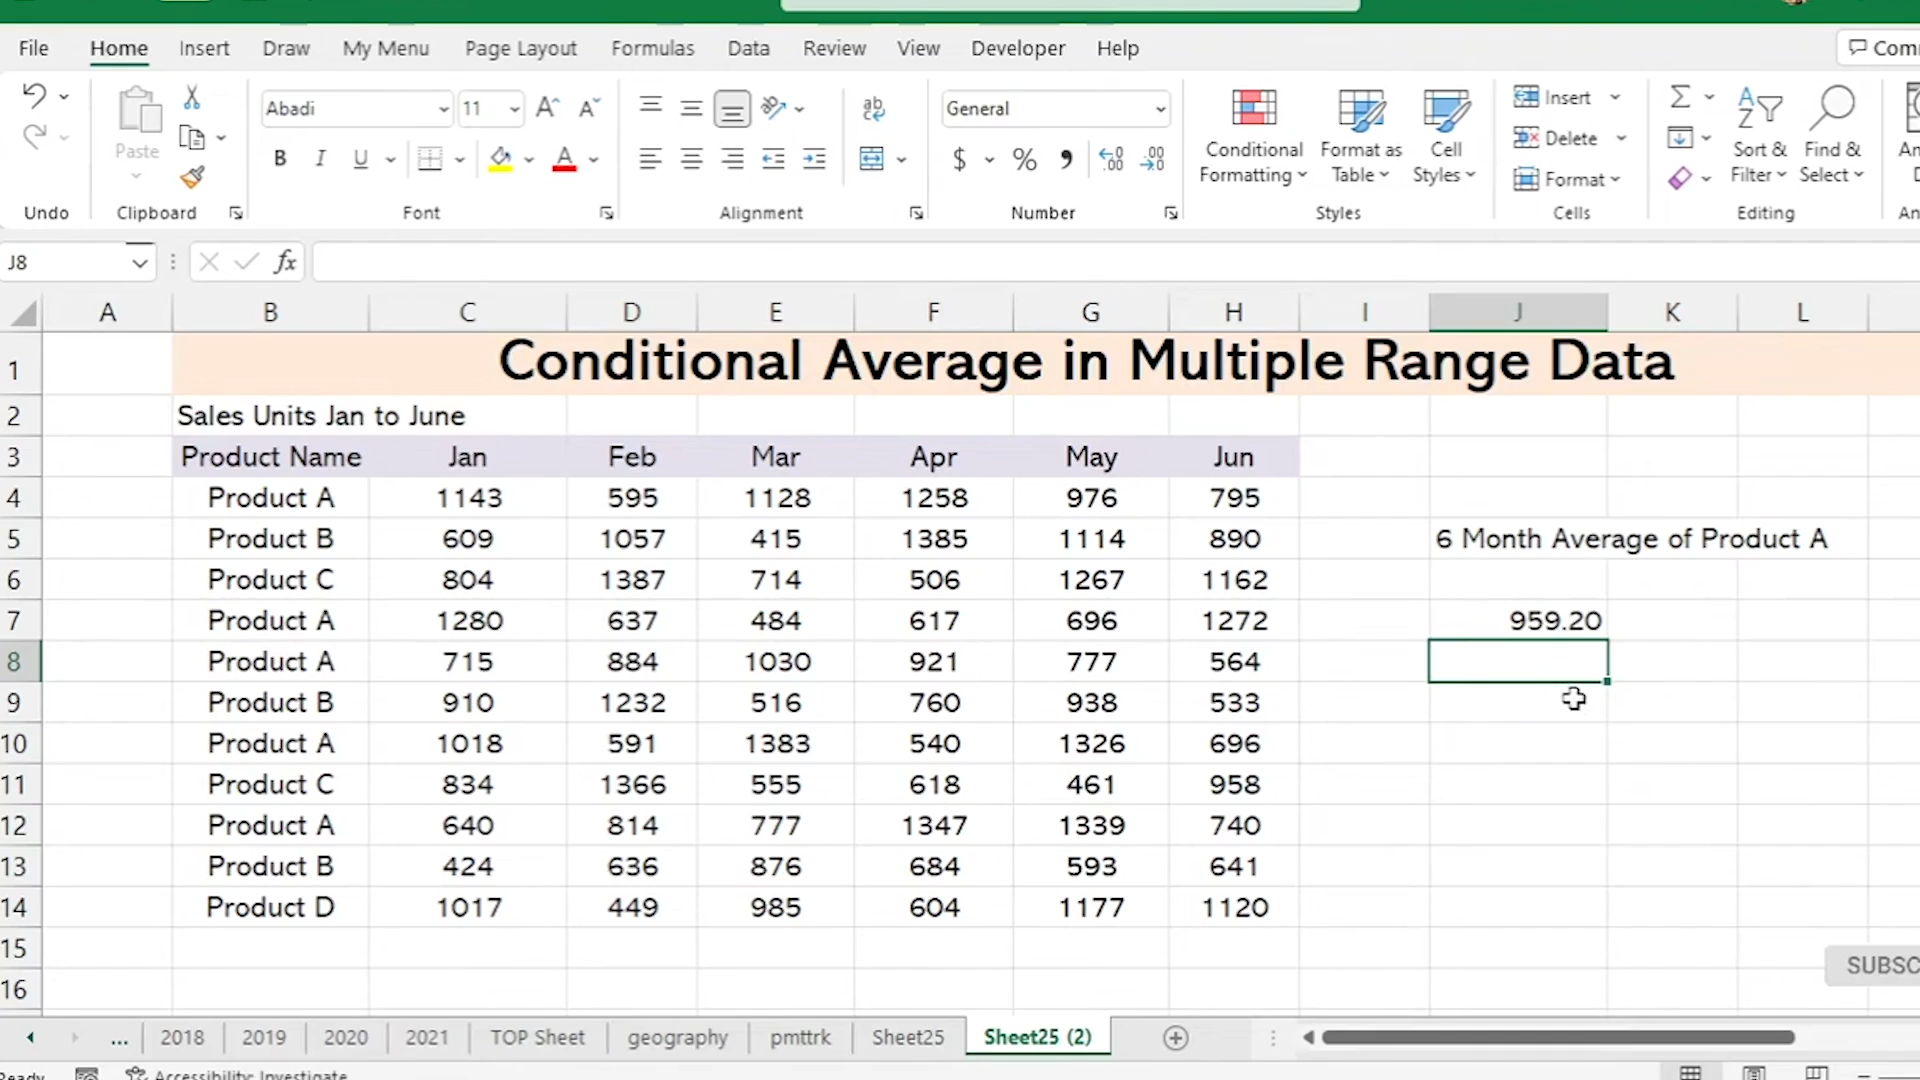 File Home Insert Draw My Menu Page Layout Formulas Data Review View Developer Help
Abadi 11 General
Paste
Conditional Formatting Format as Table Cell Styles
Insert
Delete
Format
Sort & Filter Find & Select
Undo Clipboard Font Alignment Number Styles Cells Editing
J8 fx
A B C D E F G H I J K L
1 Conditional Average in Multiple Range Data
2 Sales Units Jan to June
3 Product Name Jan Feb Mar Apr May Jun
4 Product A 1143 595 1128 1258 976 795
5 Product B 609 1057 415 1385 1114 890 6 Month Average of Product A
6 Product C 804 1387 714 506 1267 1162
7 Product A 1280 637 484 617 696 1272 959.20
8 Product A 715 884 1030 921 777 564
9 Product B 910 1232 516 760 938 533
10 Product A 1018 591 1383 540 1326 696
11 Product C 834 1366 555 618 461 958
12 Product A 640 814 777 1347 1339 740
13 Product B 424 636 876 684 593 641
14 Product D 1017 449 985 604 1177 1120
15
16
SUBSC
... 2018 2019 2020 2021 TOP Sheet geography pmttrk Sheet25 Sheet25 (2)
Accessibility: Investigate